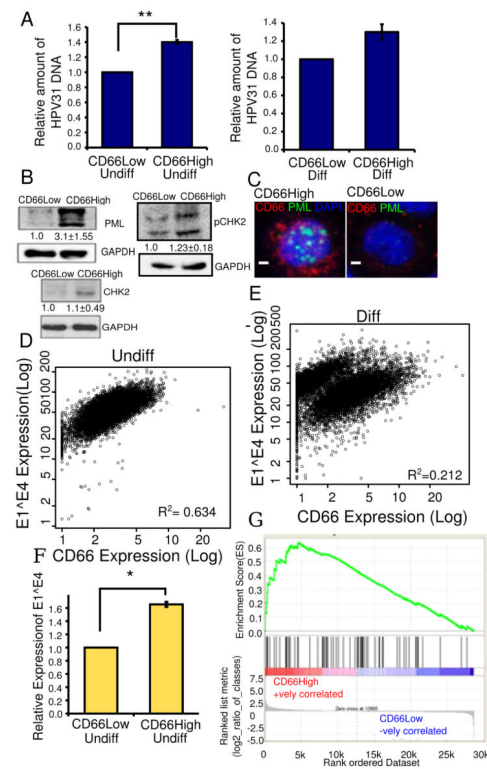 A
**
Relative amount of
HPV31 DNA
1.6
1.4
1.2
1.0
0.8
0.6
0.4
0.2
0
CD66Low
Undiff
CD66High
Undiff
Relative amount of
HPV31 DNA
1.4
1.2
1.0
0.8
0.6
0.4
0.2
0
CD66Low
Diff
CD66High
Diff
B
CD66Low CD66High
PML
1.0 3.1±1.55
GAPDH
CD66Low CD66High
pCHK2
1.0 1.23±0.18
GAPDH
CD66Low CD66High
CHK2
1.0 1.1±0.49
GAPDH
C
CD66High CD66Low
CD66 PML DAPI
CD66 PML DAPI
D
Undiff
E1^E4 Expression(Log)
200
100
50
20
10
5
2
1
R²= 0.634
1 2 5 10 20
CD66 Expression (Log)
E
Diff
E1^E4 Expression (Log)
500
200
100
50
20
10
5
2
1
R²=0.212
1 2 5 10 20
CD66 Expression (Log)
F
*
Relative Expressionof E1^E4
1.6
1.4
1.2
1.0
0.8
0.6
0.4
0.2
0
CD66Low
Undiff
CD66High
Undiff
G
Enrichment Score(ES)
0.6
0.5
0.4
0.3
0.2
0.1
0.0
CD66High
+vely correlated
Ranked list metric
(log2_ratio_of_classes)
7.5
5.0
2.5
0.0
-2.5
-5.0
CD66Low
-vely correlated
0 5k 10k 15k 20k 25k 30k
Rank ordered Dataset